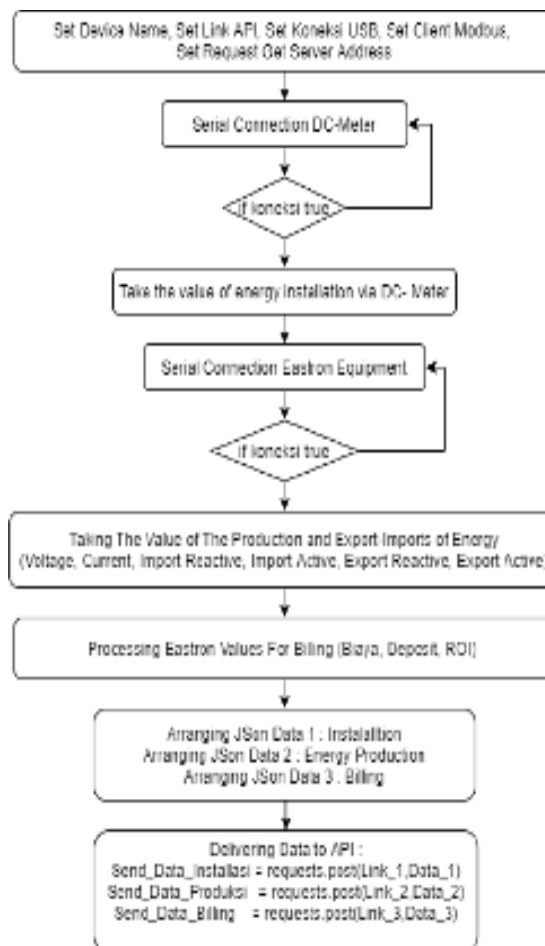 Set Device Name, Set Link API, Set Koneksi USB, Set Client Modbus,
Set Request Get Server Address
Serial Connection DC-Meter
if koneksi true
Take the value of energy installation via DC- Meter
Serial Connection Eastron Equipment
if koneksi true
Taking The Value of The Production and Export-Imports of Energy
(Voltage, Current, Import Reactive, Import Active, Export Reactive, Export Active)
Processing Eastron Values For Billing (Biaya, Deposit, ROI)
Arranging JSon Data 1 : Instalaltion
Arranging JSon Data 2 : Energy Production
Arranging JSon Data 3 : Billing
Delivering Data to API :
Send_Data_Installasi = requests.post(Link_1,Data_1)
Send_Data_Produksi = requests.post(Link_2,Data_2)
Send_Data_Billing = requests.post(Link_3,Data_3)